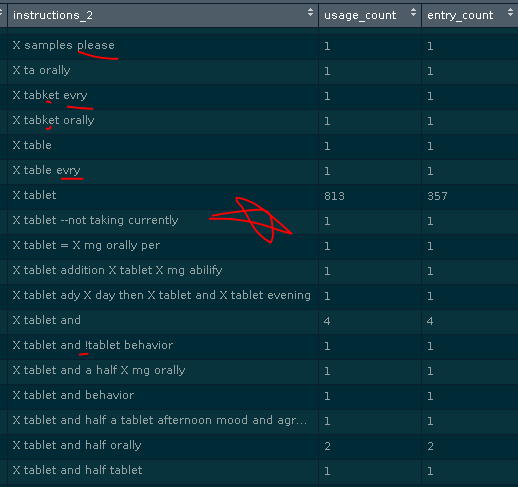 instructions_2 usage_count entry_count
X samples please 1 1
X ta orally 1 1
X tabket evry 1 1
X tabket orally 1 1
X table 1 1
X table evry 1 1
X tablet 813 357
X tablet --not taking currently 1 1
X tablet = X mg orally per 1 1
X tablet addition X tablet X mg abilify 1 1
X tablet ady X day then X tablet and X tablet evening 1 1
X tablet and 4 4
X tablet and !tablet behavior 1 1
X tablet and a half X mg orally 1 1
X tablet and behavior 1 1
X tablet and half a tablet afternoon mood and agr... 1 1
X tablet and half orally 2 2
X tablet and half tablet 1 1